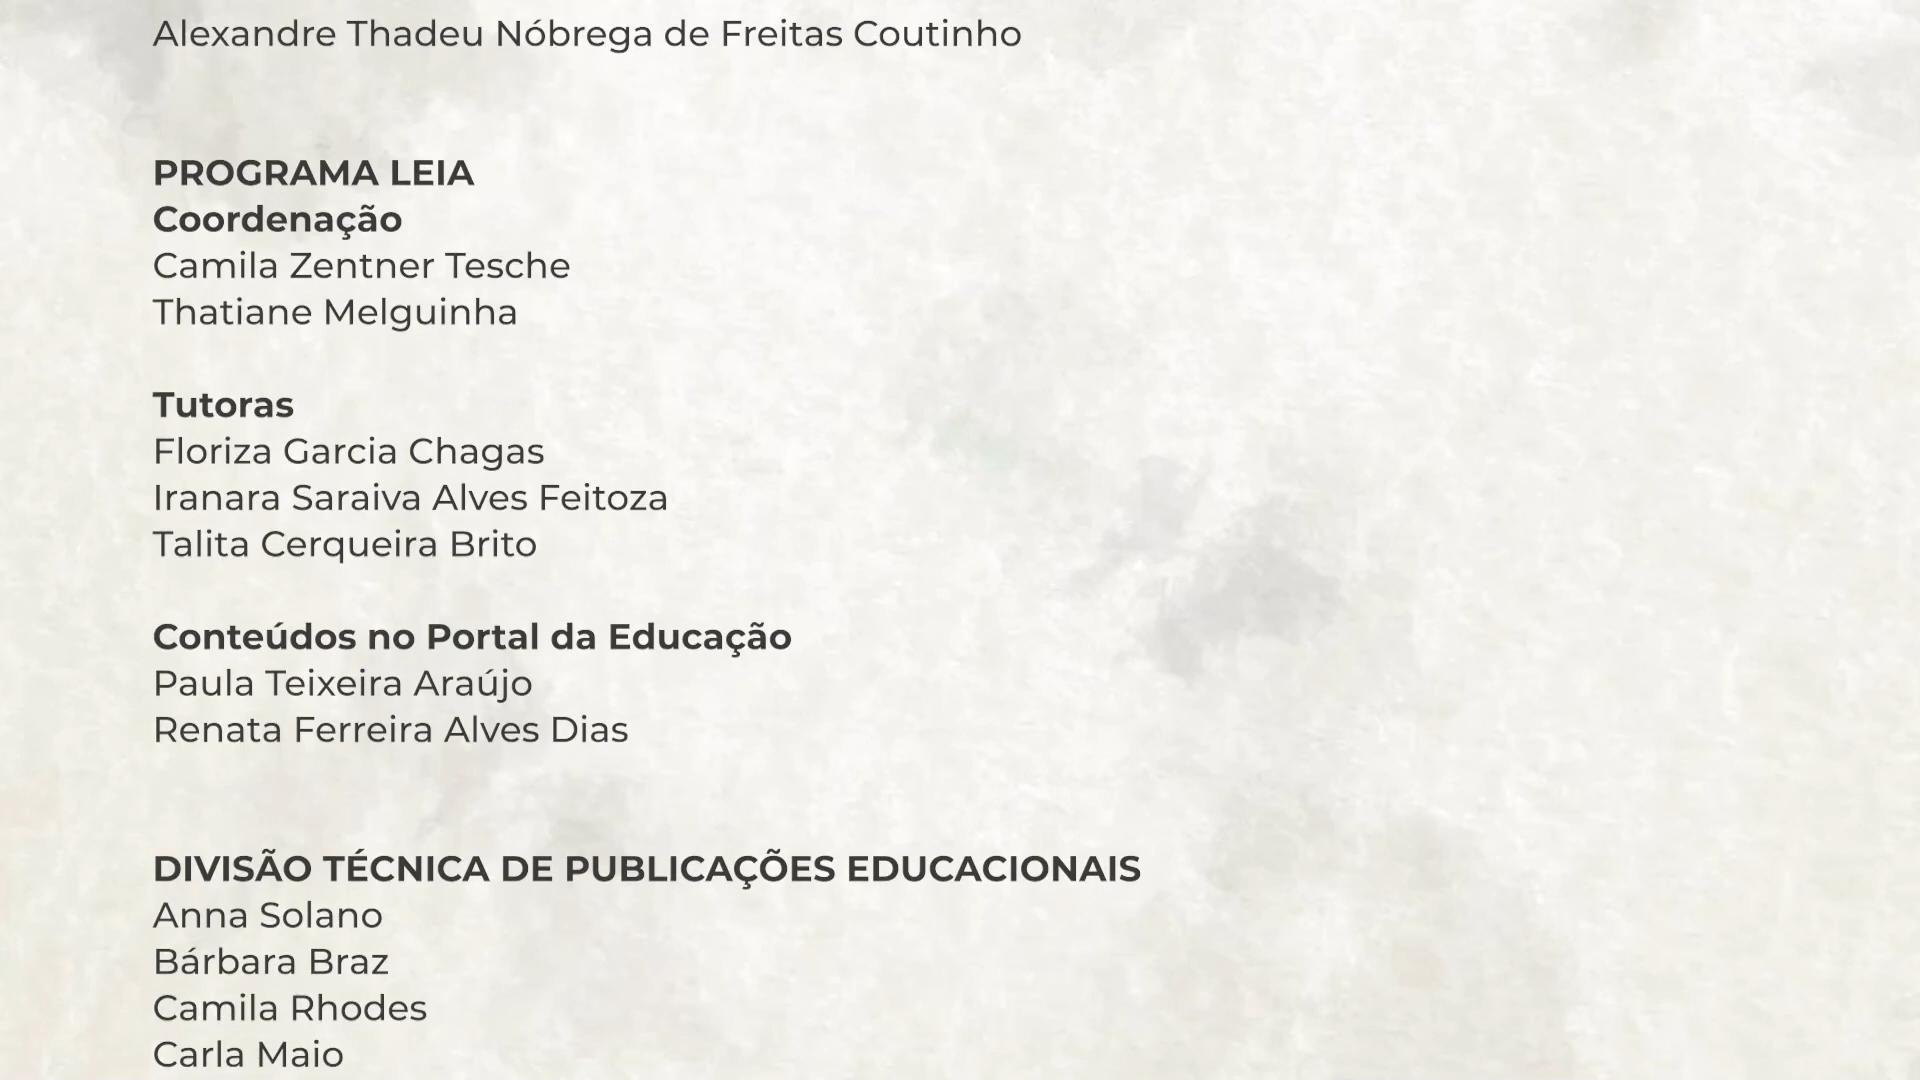 Alexandre Thadeu Nóbrega de Freitas Coutinho
PROGRAMA LEIA
Coordenação
Camila Zentner Tesche
Thatiane Melguinha
Tutoras
Floriza Garcia Chagas
Iranara Saraiva Alves Feitoza
Talita Cerqueira Brito
Conteúdos no Portal da Educação
Paula Teixeira Araújo
Renata Ferreira Alves Dias
DIVISÃO TÉCNICA DE PUBLICAÇÕES EDUCACIONAIS
Anna Solano
Bárbara Braz
Camila Rhodes
Carla Maio